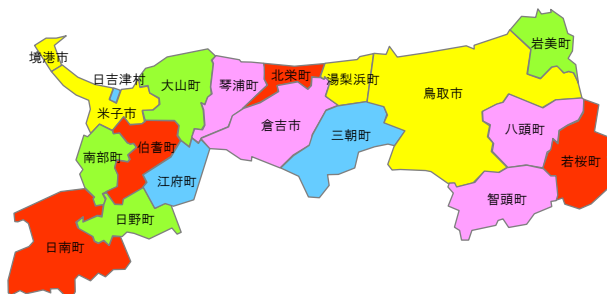 岩美町
境港市
日吉津村
大山町
琴浦町
北栄町
湯梨浜町
鳥取市
米子市
倉吉市
三朝町
八頭町
南部町
伯耆町
若桜町
江府町
智頭町
日野町
日南町